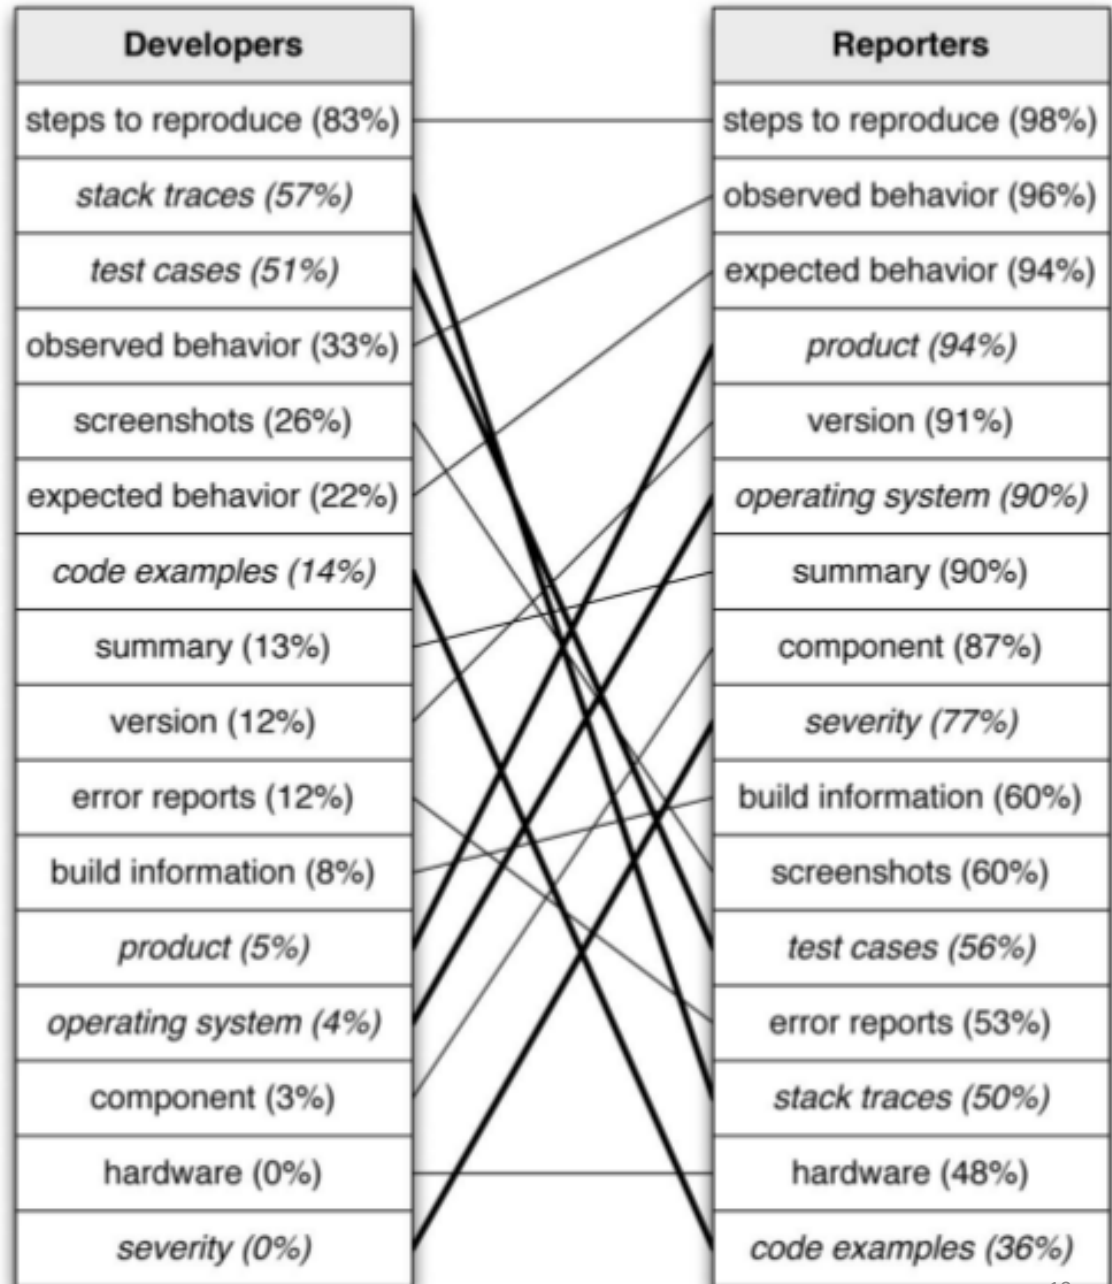 Developers
steps to reproduce (83%)
stack traces (57%)
test cases (51%)
observed behavior (33%)
screenshots (26%)
expected behavior (22%)
code examples (14%)
summary (13%)
version (12%)
error reports (12%)
build information (8%)
product (5%)
operating system (4%)
component (3%)
hardware (0%)
severity (0%)
Reporters
steps to reproduce (98%)
observed behavior (96%)
expected behavior (94%)
product (94%)
version (91%)
operating system (90%)
summary (90%)
component (87%)
severity (77%)
build information (60%)
screenshots (60%)
test cases (56%)
error reports (53%)
stack traces (50%)
hardware (48%)
code examples (36%)